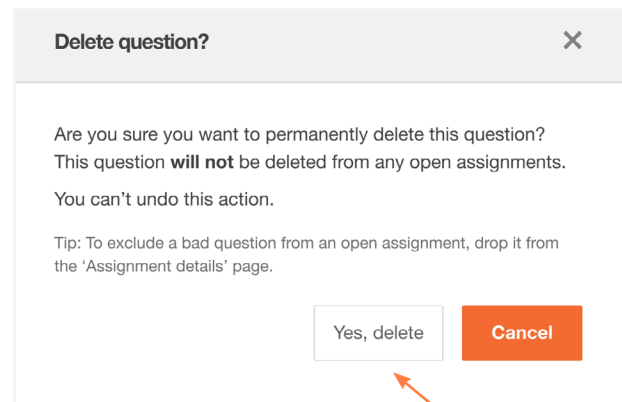 Delete question?
Are you sure you want to permanently delete this question?
This question will not be deleted from any open assignments.
You can’t undo this action.
Tip: To exclude a bad question from an open assignment, drop it from
the ‘Assignment details’ page.
Yes, delete
Cancel